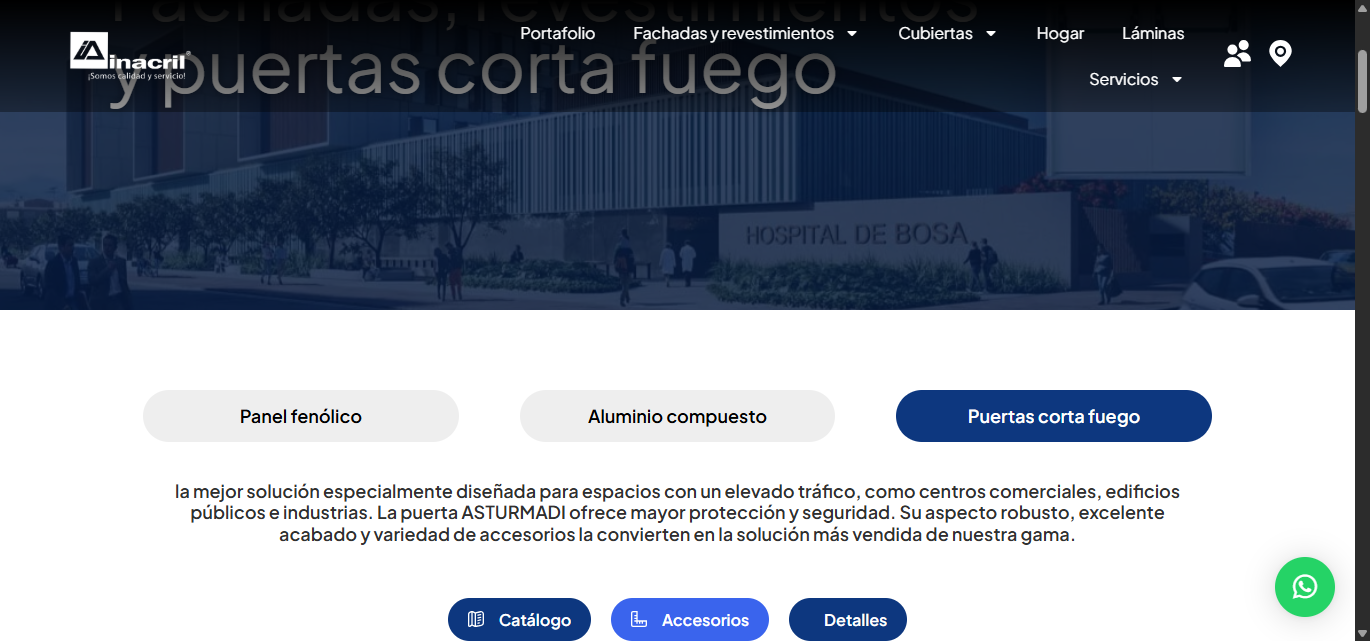 Fachadas, revestimientos
y puertas corta fuego
inacril®
¡Somos calidad y servicio!
Portafolio
Fachadas y revestimientos
Cubiertas
Hogar
Láminas
Servicios
HOSPITAL DE BOSA
Panel fenólico
Aluminio compuesto
Puertas corta fuego
la mejor solución especialmente diseñada para espacios con un elevado tráfico, como centros comerciales, edificios
públicos e industrias. La puerta ASTURMADI ofrece mayor protección y seguridad. Su aspecto robusto, excelente
acabado y variedad de accesorios la convierten en la solución más vendida de nuestra gama.
Catálogo
Accesorios
Detalles